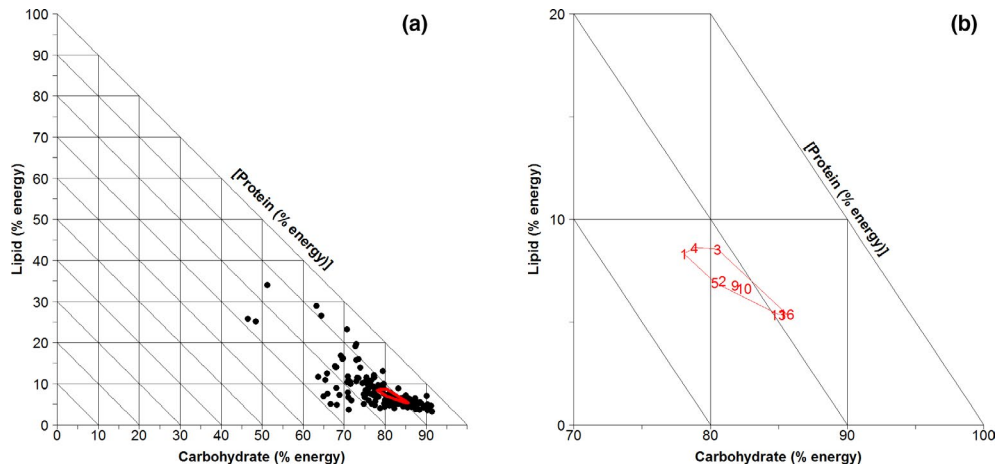 (a)
100
90
80
70
60
50
40
30
20
10
0
Lipid (% energy)
[Protein (% energy)]
0 10 20 30 40 50 60 70 80 90
Carbohydrate (% energy)
(b)
20
10
0
Lipid (% energy)
[Protein (% energy)]
4 3
1
5 2 9 10
16
70 80 90 100
Carbohydrate (% energy)